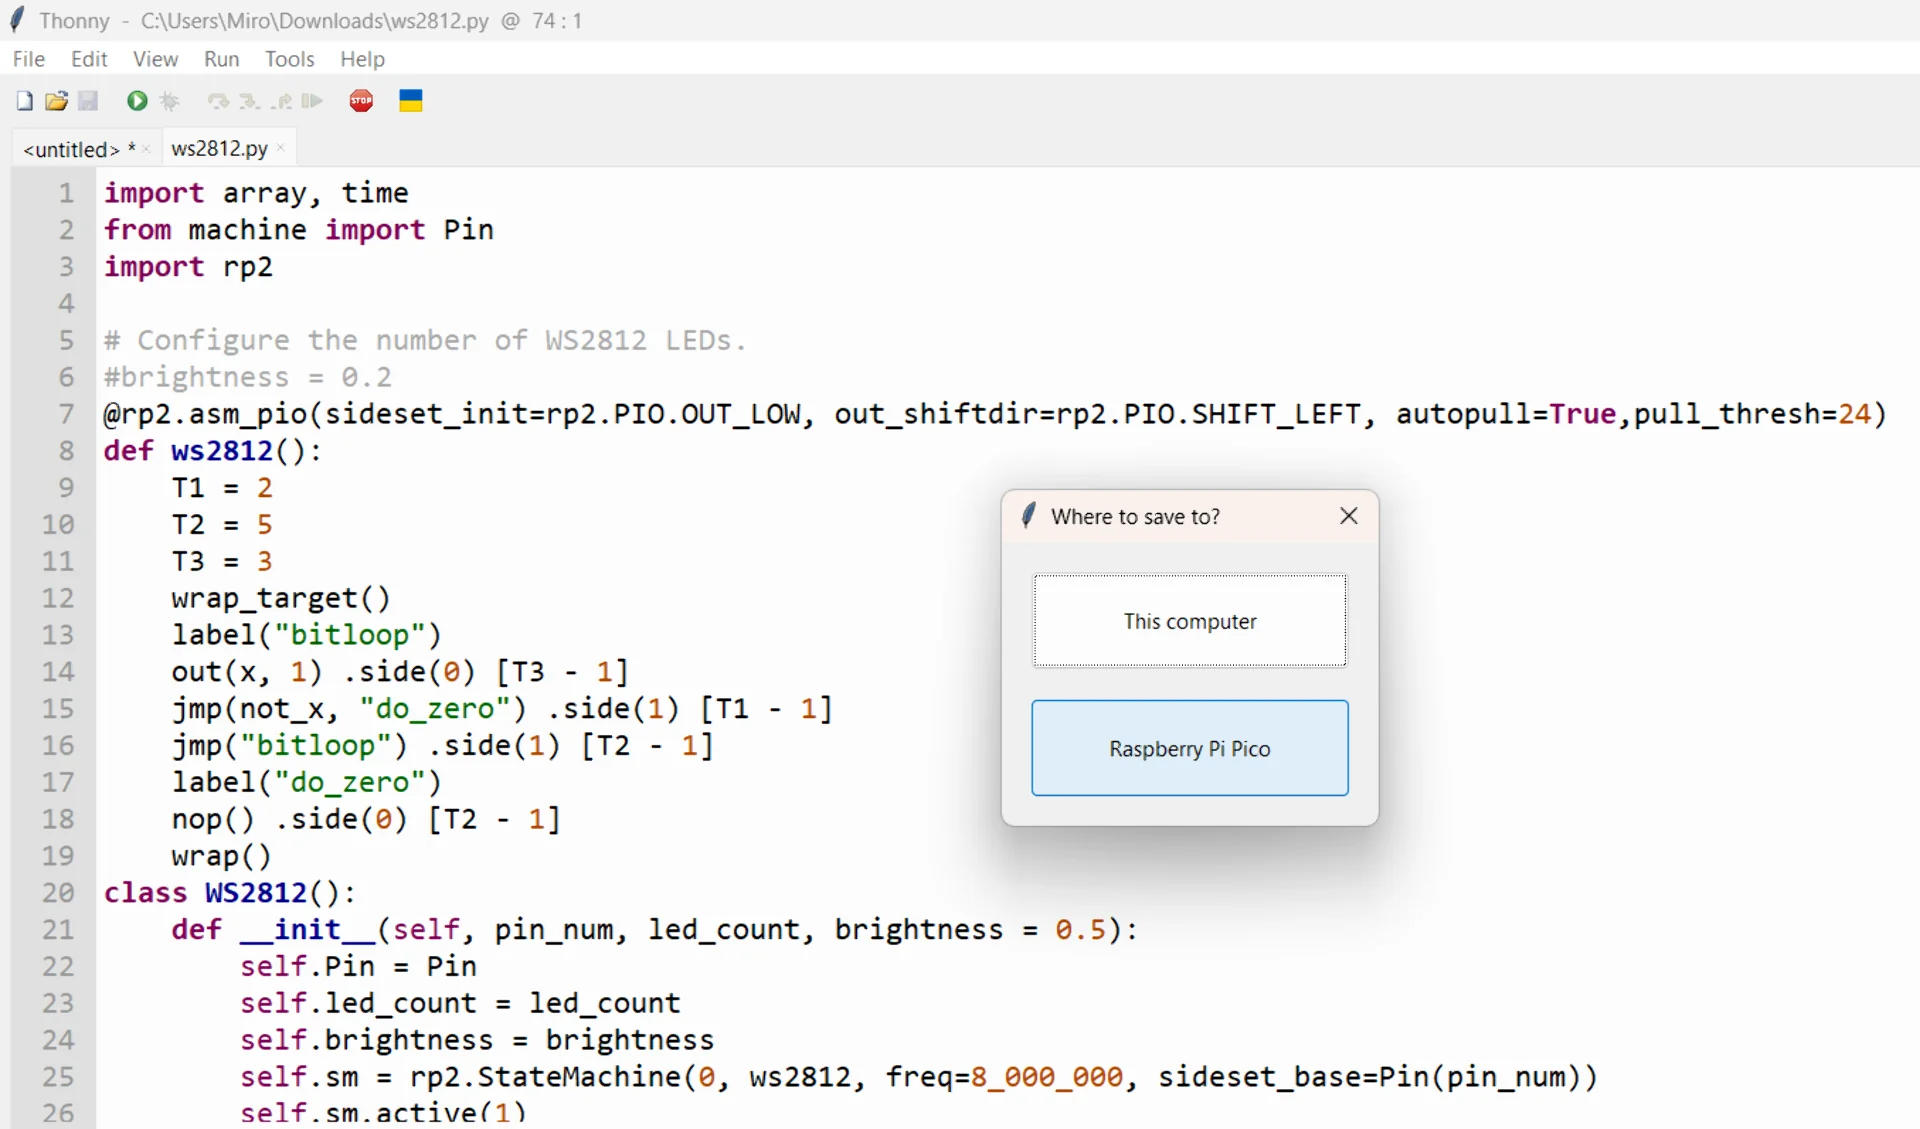 Thonny - C:\Users\Miro\Downloads\ws2812.py @ 74 : 1
File Edit View Run Tools Help
STOP
<untitled> * × ws2812.py ×
1 import array, time
2 from machine import Pin
3 import rp2
4
5 # Configure the number of WS2812 LEDs.
6 #brightness = 0.2
7 @rp2.asm_pio(sideset_init=rp2.PIO.OUT_LOW, out_shiftdir=rp2.PIO.SHIFT_LEFT, autopull=True,pull_thresh=24)
8 def ws2812():
9     T1 = 2
10     T2 = 5
11     T3 = 3
12     wrap_target()
13     label("bitloop")
14     out(x, 1) .side(0) [T3 - 1]
15     jmp(not_x, "do_zero") .side(1) [T1 - 1]
16     jmp("bitloop") .side(1) [T2 - 1]
17     label("do_zero")
18     nop() .side(0) [T2 - 1]
19     wrap()
20 class WS2812():
21     def __init__(self, pin_num, led_count, brightness = 0.5):
22         self.Pin = Pin
23         self.led_count = led_count
24         self.brightness = brightness
25         self.sm = rp2.StateMachine(0, ws2812, freq=8_000_000, sideset_base=Pin(pin_num))
26         self.sm.active(1)
Where to save to?
This computer
Raspberry Pi Pico